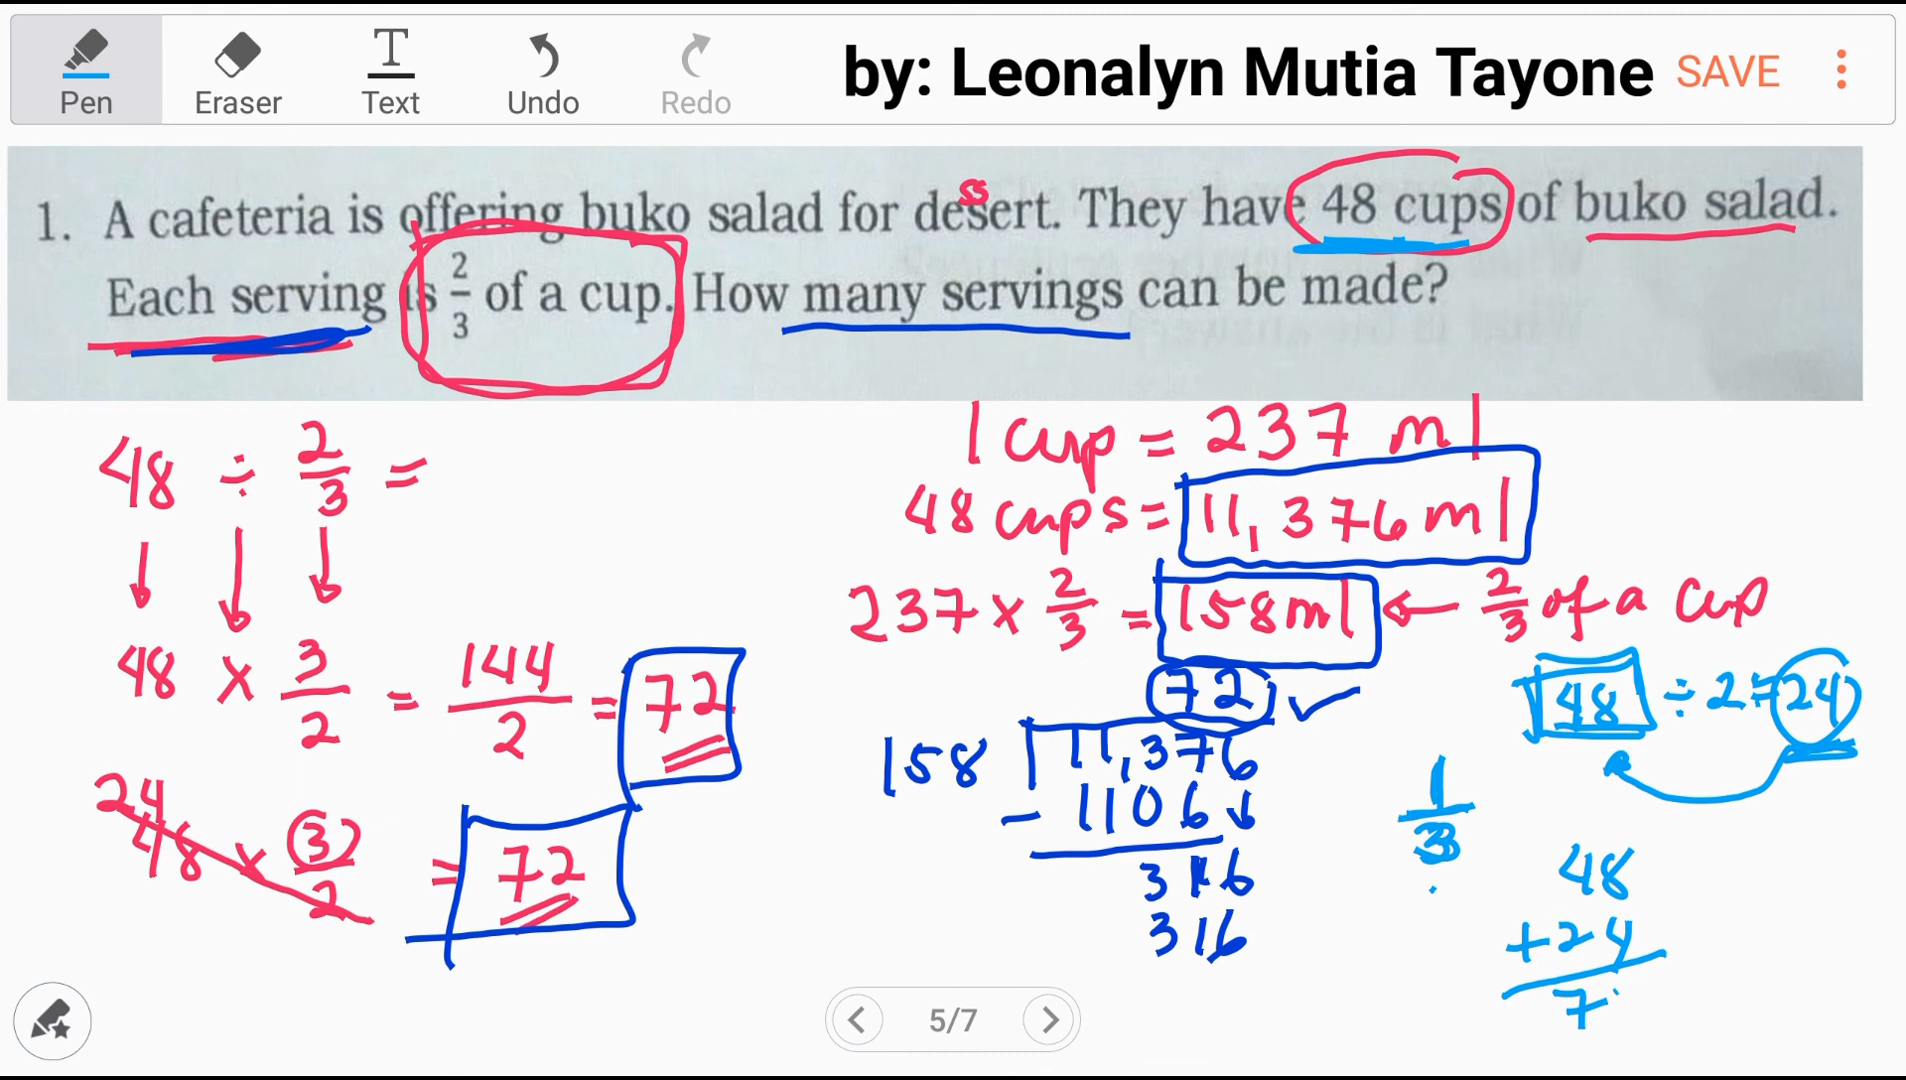 Pen Eraser Text Undo Redo by: Leonalyn Mutia Tayone SAVE
ss
1. A cafeteria is offering buko salad for desert. They have 48 cups of buko salad.
Each serving is 2/3 of a cup. How many servings can be made?
48 ÷ 2/3 =
48 × 3/2 = 144/2 = 72
24
48 × 3/2 = 72
1 cup = 237 ml
48 cups = 11,376 ml
237 × 2/3 = 158 ml ← 2/3 of a cup
72 ✓
158 11,376
- 1106 ↓
316
316
48 ÷ 2 = 24
1/3
48
+24
7
5/7